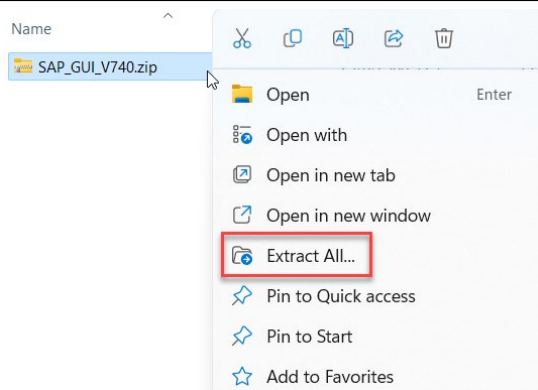 Name
SAP_GUI_V740.zip
Open Enter
Open with
Open in new tab
Open in new window
Extract All...
Pin to Quick access
Pin to Start
Add to Favorites